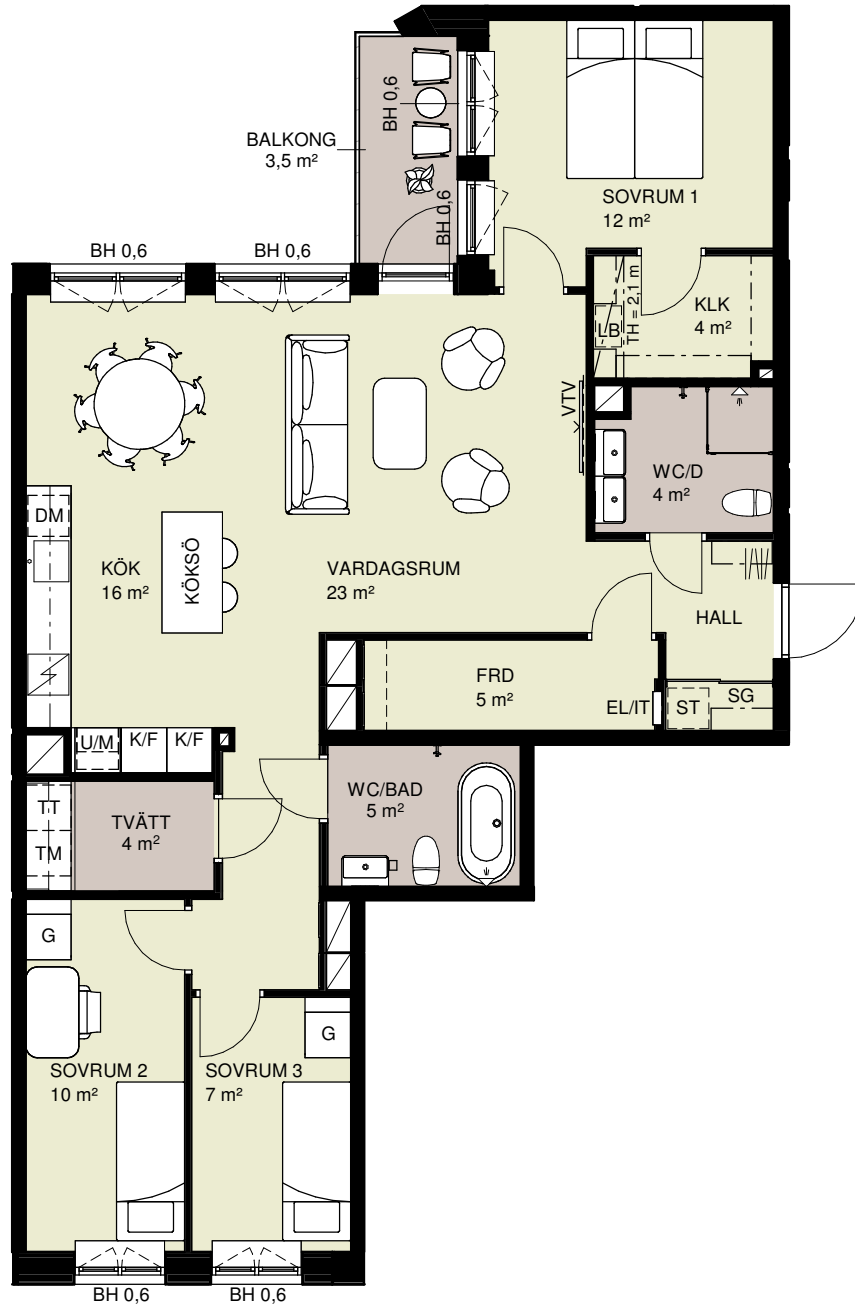 BH 0,6
BALKONG
3,5 m²
BH 0,6
SOVRUM 1
12 m²
BH 0,6
BH 0,6
TH = 2,1 m
KLK
4 m²
LB
VTV
WC/D
4 m²
DM
KÖKSÖ
KÖK
16 m²
VARDAGSRUM
23 m²
HALL
FRD
5 m²
EL/IT
ST
SG
U/M
K/F
K/F
WC/BAD
5 m²
TT
TVÄTT
4 m²
TM
G
G
SOVRUM 2
10 m²
SOVRUM 3
7 m²
BH 0,6
BH 0,6